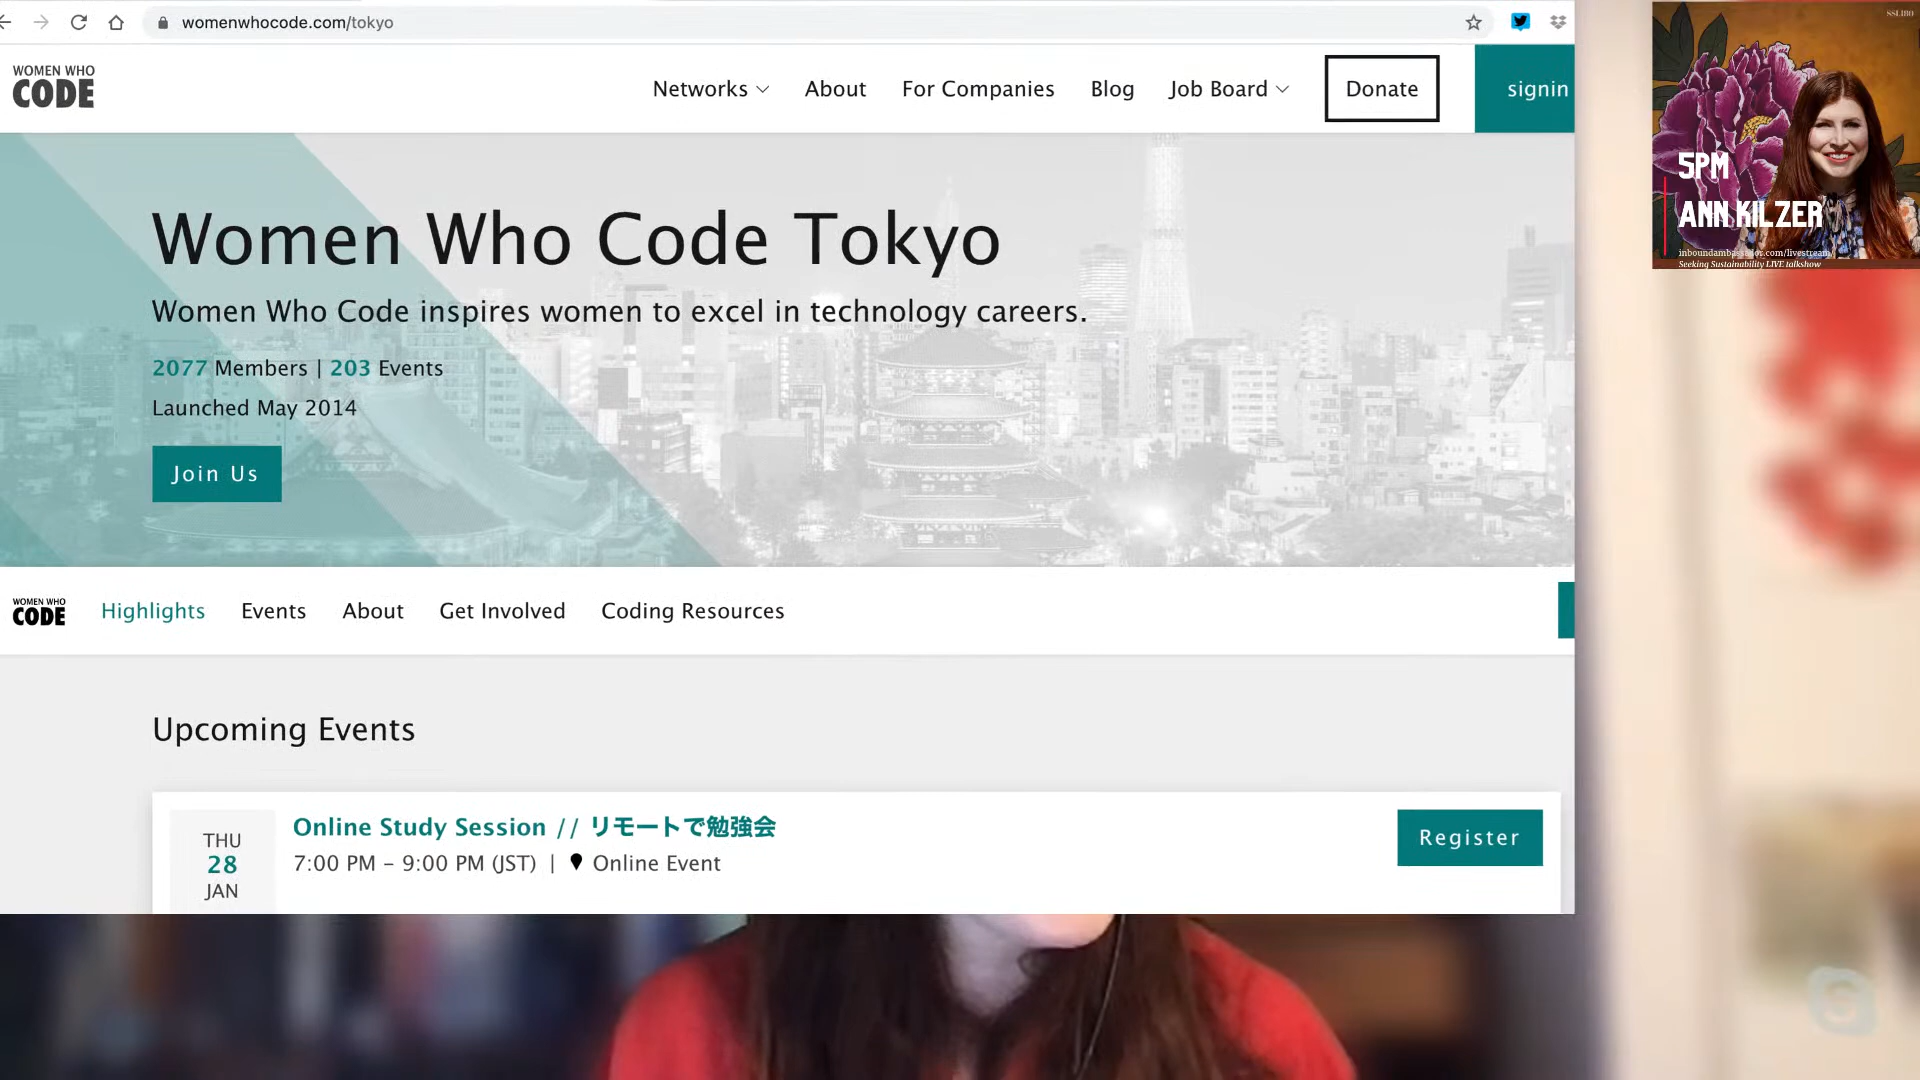 womenwhocode.com/tokyo
WOMEN WHO
CODE
Networks
About
For Companies
Blog
Job Board
Donate
signin
Women Who Code Tokyo
Women Who Code inspires women to excel in technology careers.
2077 Members | 203 Events
Launched May 2014
Join Us
WOMEN WHO
CODE
Highlights
Events
About
Get Involved
Coding Resources
Upcoming Events
THU
28
JAN
Online Study Session // リモートで勉強会
7:00 PM – 9:00 PM (JST) | Online Event
Register
SSL180
5PM
ANN KILZER
inboundambassador.com/livestream
Seeking Sustainability LIVE talkshow